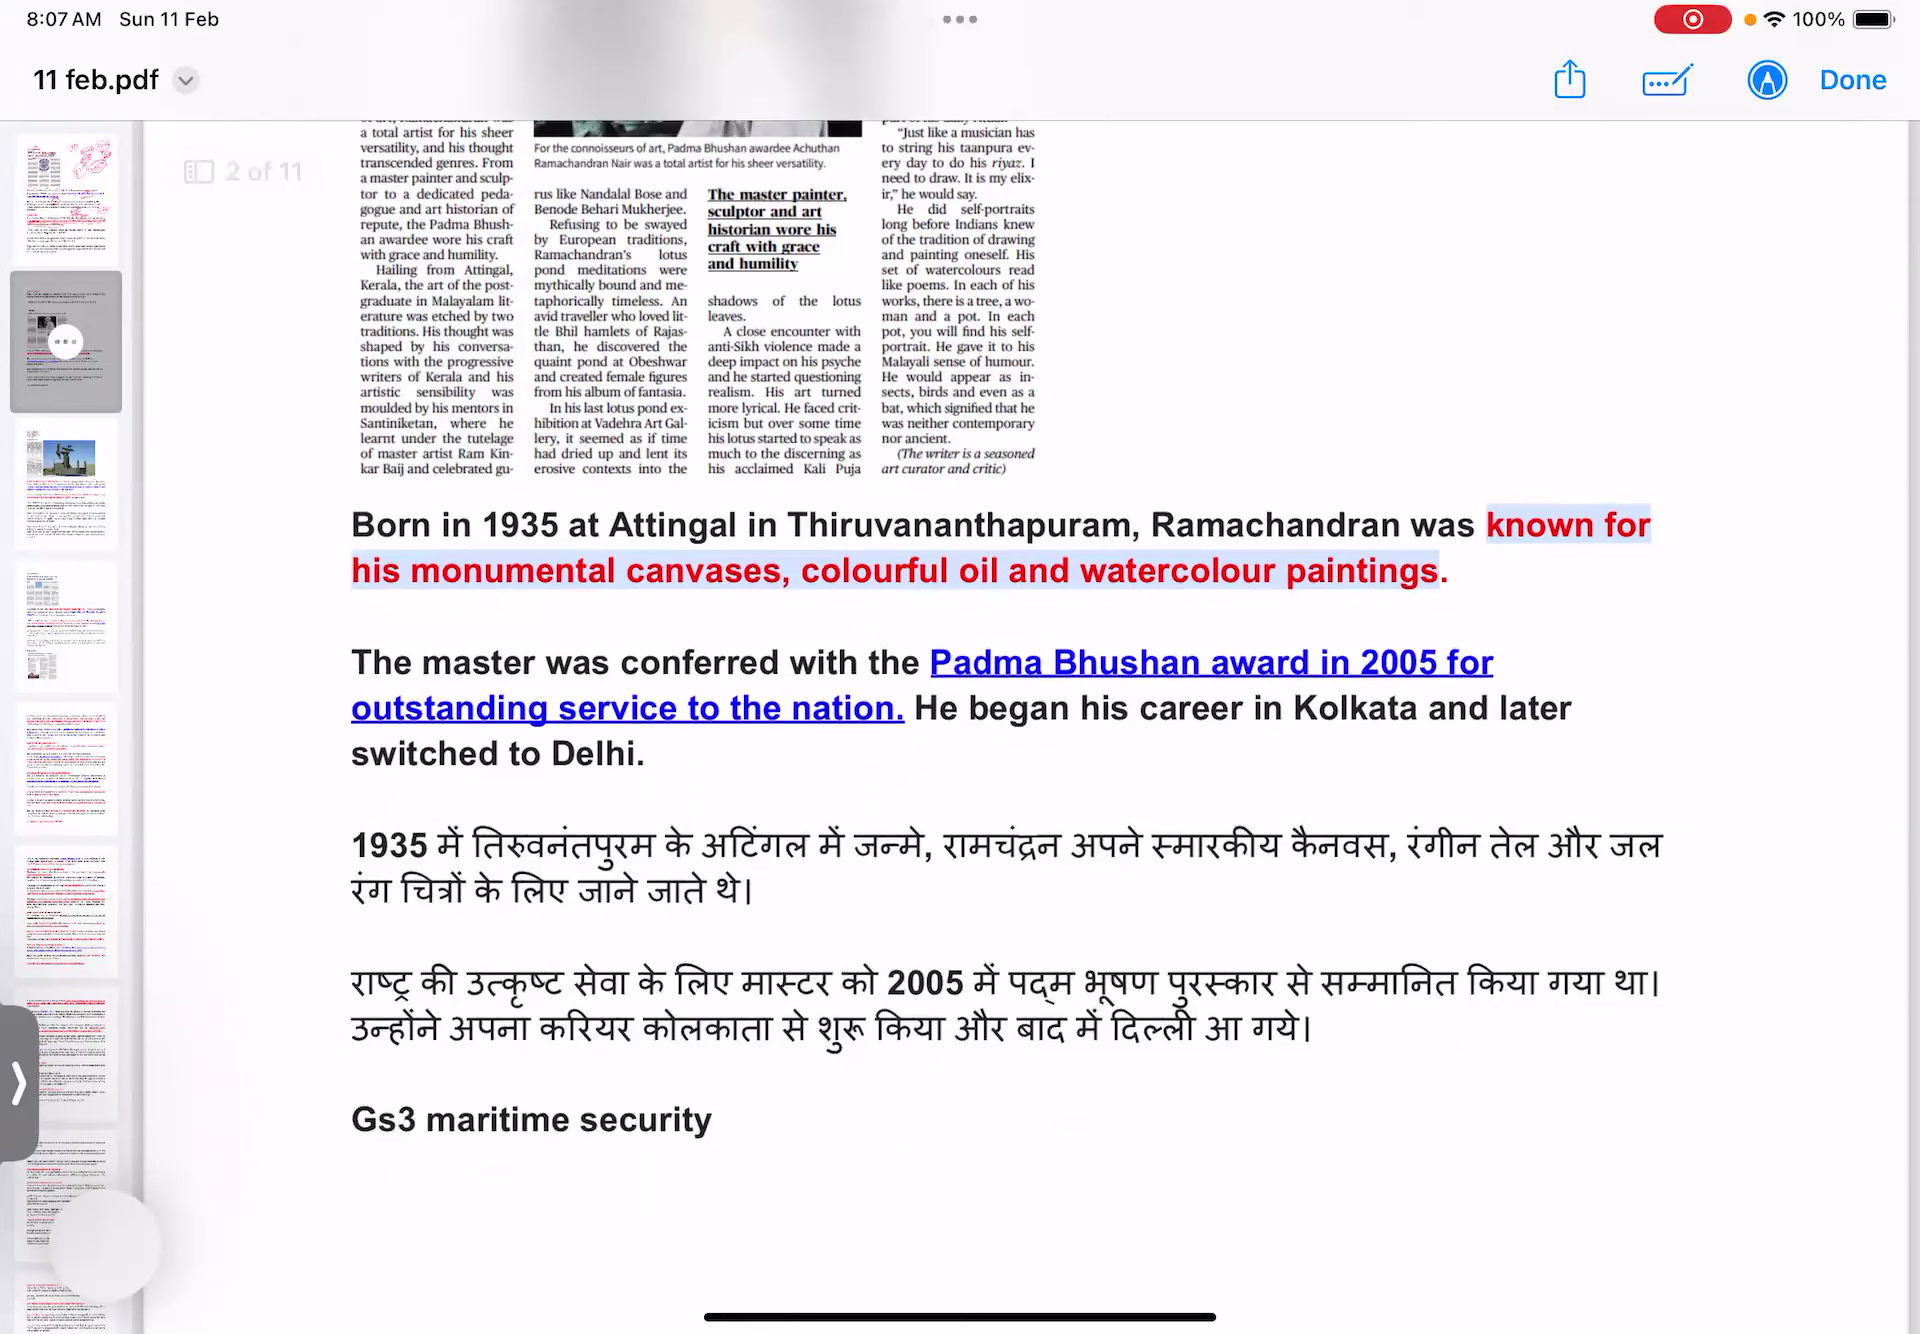 8:07 AM Sun 11 Feb
100%
11 feb.pdf
Done
2 of 11
a total artist for his sheer
versatility, and his thought
transcended genres. From
a master painter and sculp-
tor to a dedicated peda-
gogue and art historian of
repute, the Padma Bhush-
an awardee wore his craft
with grace and humility.
Hailing from Attingal,
Kerala, the art of the post-
graduate in Malayalam lit-
erature was etched by two
traditions. His thought was
shaped by his conversa-
tions with the progressive
writers of Kerala and his
artistic sensibility was
moulded by his mentors in
Santiniketan, where he
learnt under the tutelage
of master artist Ram Kin-
kar Baij and celebrated gu-
For the connoisseurs of art, Padma Bhushan awardee Achuthan
Ramachandran Nair was a total artist for his sheer versatility.
rus like Nandalal Bose and
Benode Behari Mukherjee.
Refusing to be swayed
by European traditions,
Ramachandran's lotus
pond meditations were
mythically bound and me-
taphorically timeless. An
avid traveller who loved lit-
tle Bhil hamlets of Rajas-
than, he discovered the
quaint pond at Obeshwar
and created female figures
from his album of fantasia.
In his last lotus pond ex-
hibition at Vadehra Art Gal-
lery, it seemed as if time
had dried up and lent its
erosive contexts into the
The master painter,
sculptor and art
historian wore his
craft with grace
and humility
shadows of the lotus
leaves.
A close encounter with
anti-Sikh violence made a
deep impact on his psyche
and he started questioning
realism. His art turned
more lyrical. He faced crit-
icism but over some time
his lotus started to speak as
much to the discerning as
his acclaimed Kali Puja
"Just like a musician has
to string his taanpura ev-
ery day to do his riyaz. I
need to draw. It is my elix-
ir," he would say.
He did self-portraits
long before Indians knew
of the tradition of drawing
and painting oneself. His
set of watercolours read
like poems. In each of his
works, there is a tree, a wo-
man and a pot. In each
pot, you will find his self-
portrait. He gave it to his
Malayali sense of humour.
He would appear as in-
sects, birds and even as a
bat, which signified that he
was neither contemporary
nor ancient.
(The writer is a seasoned
art curator and critic)
Born in 1935 at Attingal in Thiruvananthapuram, Ramachandran was known for
his monumental canvases, colourful oil and watercolour paintings.
The master was conferred with the Padma Bhushan award in 2005 for
outstanding service to the nation. He began his career in Kolkata and later
switched to Delhi.
1935 में तिरुवनंतपुरम के अटिंगल में जन्मे, रामचंद्रन अपने स्मारकीय कैनवस, रंगीन तेल और जल
रंग चित्रों के लिए जाने जाते थे।
राष्ट्र की उत्कृष्ट सेवा के लिए मास्टर को 2005 में पद्म भूषण पुरस्कार से सम्मानित किया गया था।
उन्होंने अपना करियर कोलकाता से शुरू किया और बाद में दिल्ली आ गये।
Gs3 maritime security